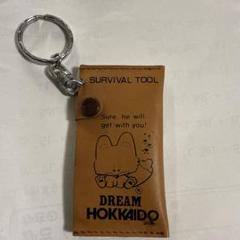 SURVIVAL TOOL
Sure, he will
get with you!
DREAM
HOKKAIDO